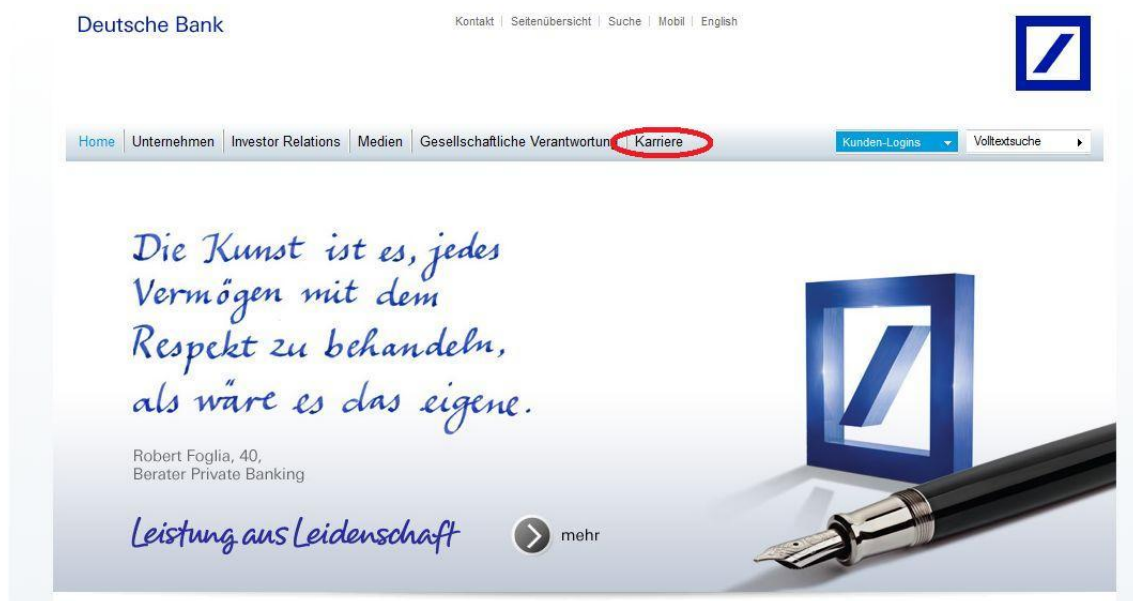 Deutsche Bank
Kontakt | Seitenübersicht | Suche | Mobil | English
Home | Unternehmen | Investor Relations | Medien | Gesellschaftliche Verantwortung | Karriere
Kunden-Logins
Volltextsuche
Die Kunst ist es, jedes
Vermögen mit dem
Respekt zu behandeln,
als wäre es das eigene.
Robert Foglia, 40,
Berater Private Banking
Leistung aus Leidenschaft
mehr